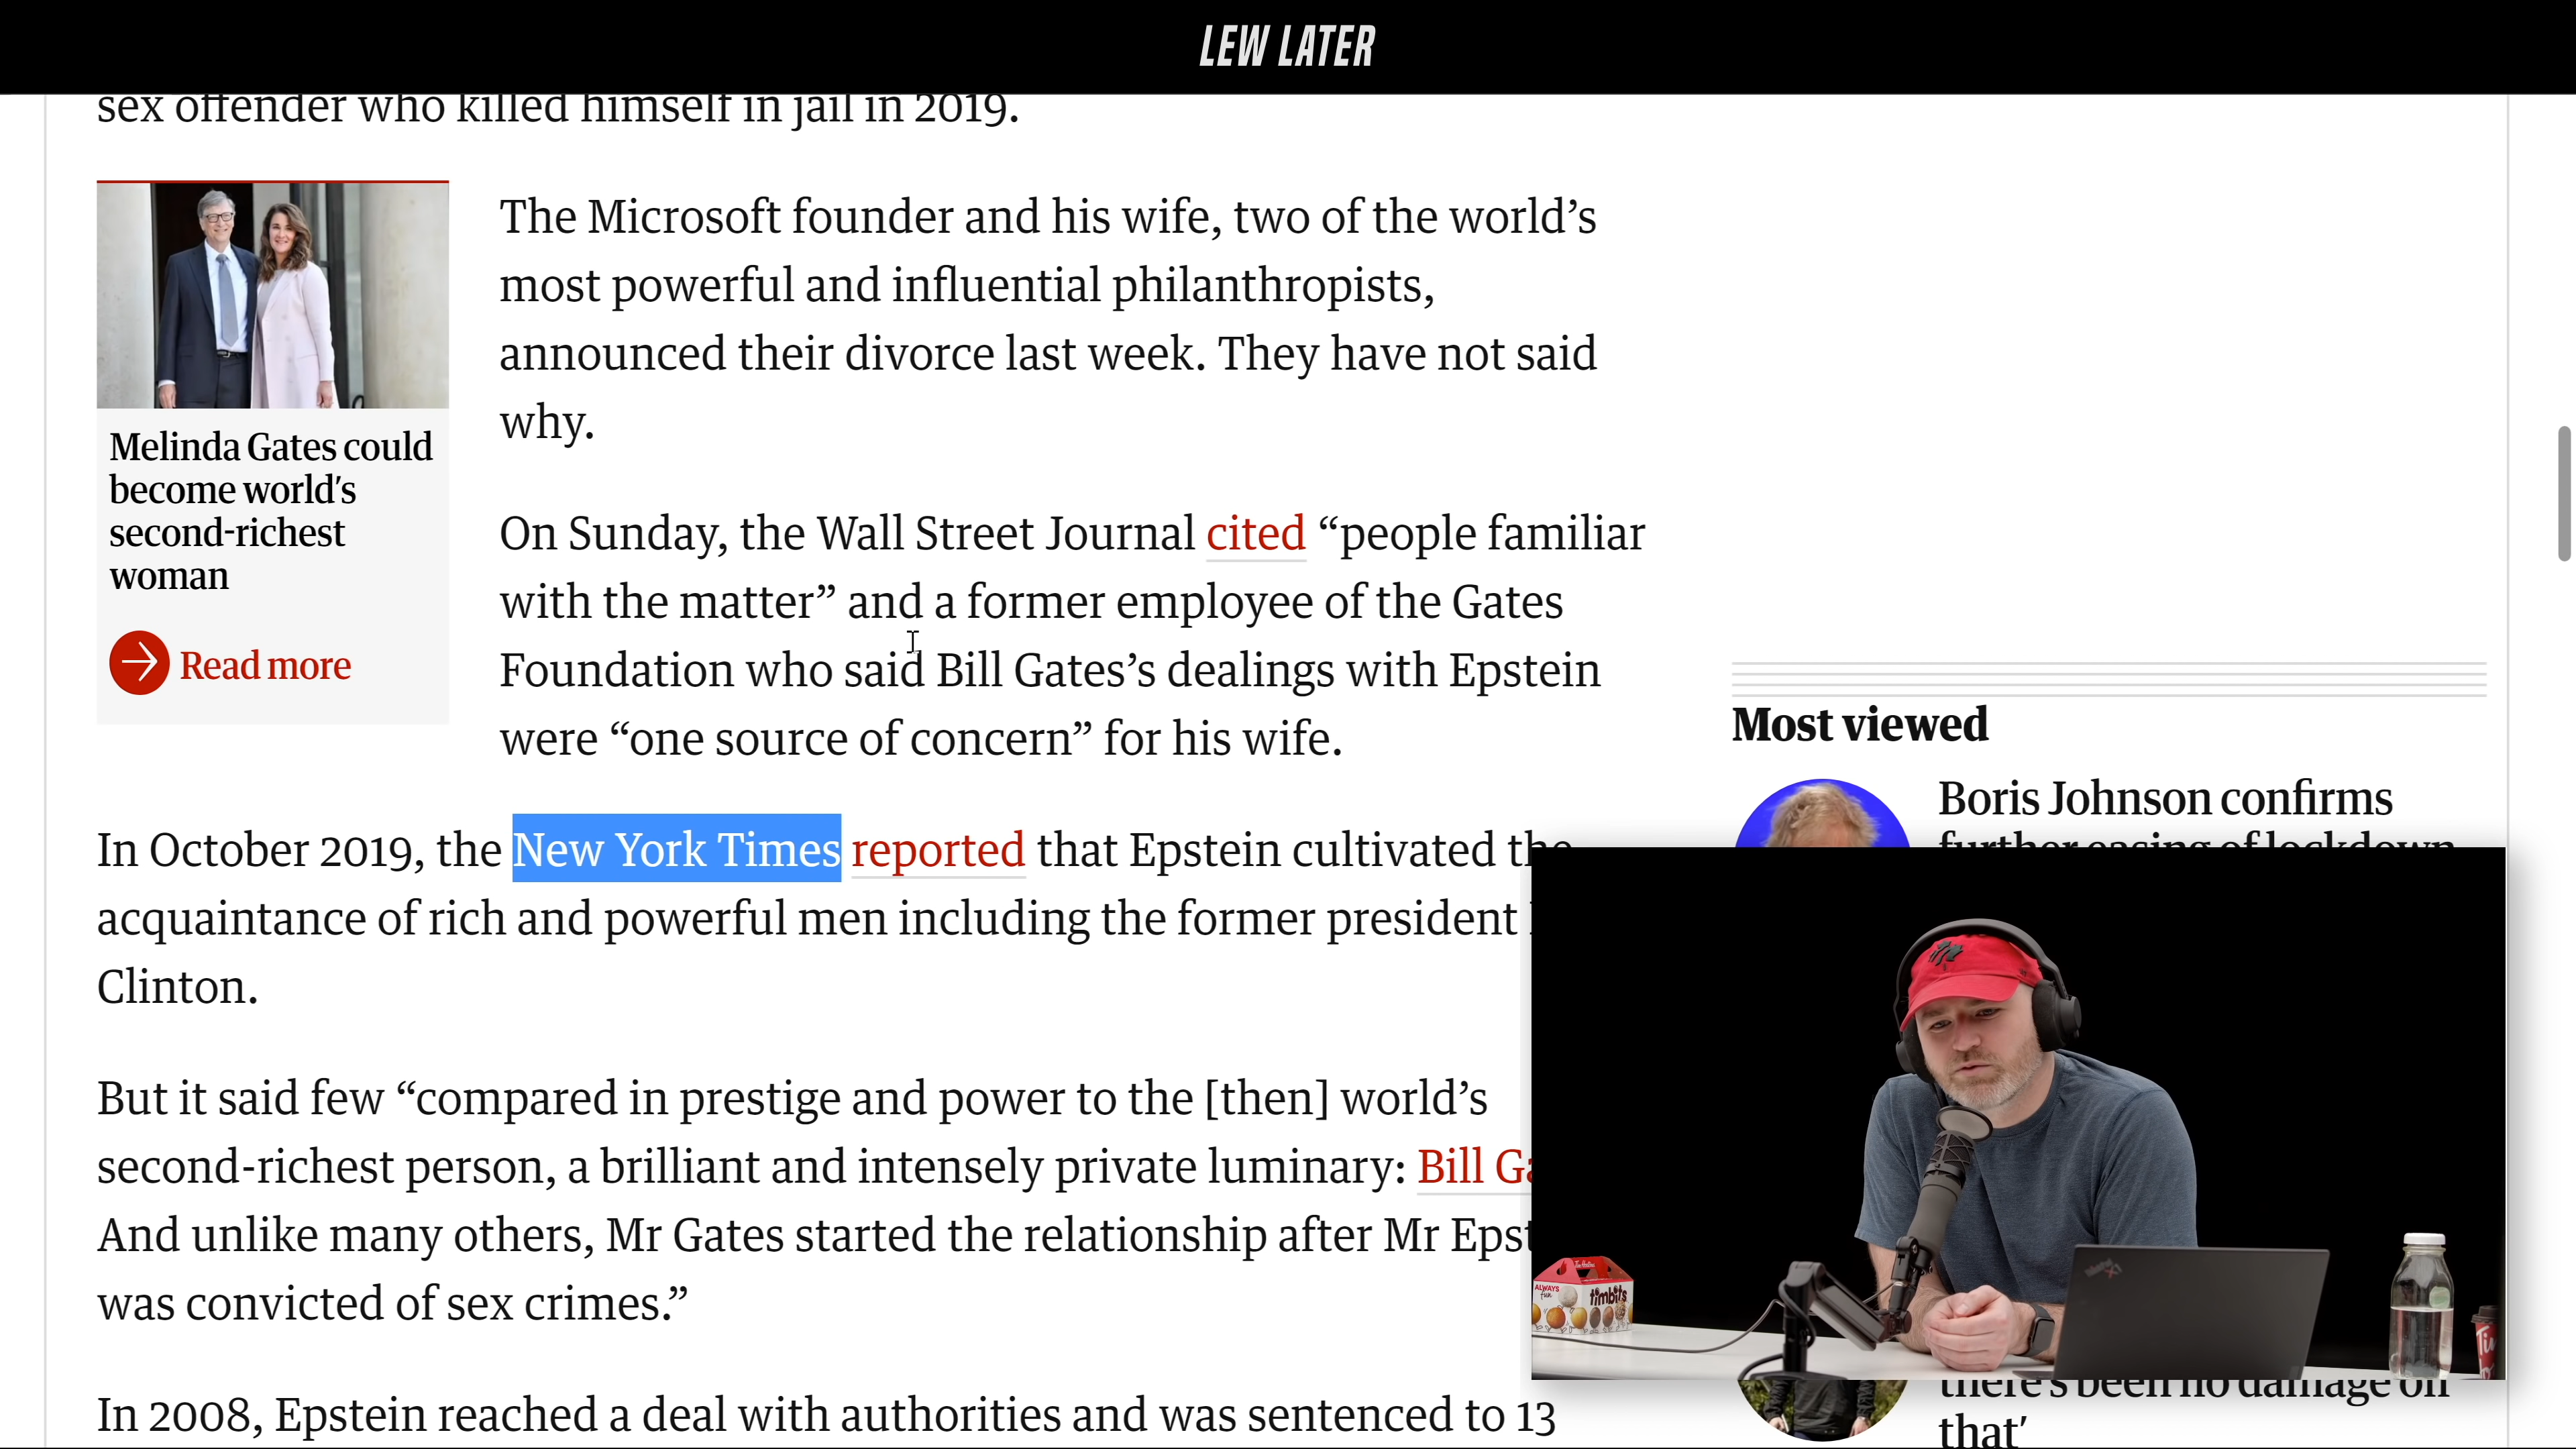 LEW LATER
sex offender who killed himself in jail in 2019.
The Microsoft founder and his wife, two of the world’s
most powerful and influential philanthropists,
announced their divorce last week. They have not said
why.
Melinda Gates could
become world’s
second-richest
woman
Read more
On Sunday, the Wall Street Journal cited “people familiar
with the matter” and a former employee of the Gates
Foundation who said Bill Gates’s dealings with Epstein
were “one source of concern” for his wife.
In October 2019, the New York Times reported that Epstein cultivated the
acquaintance of rich and powerful men including the former president
Clinton.
But it said few “compared in prestige and power to the [then] world’s
second-richest person, a brilliant and intensely private luminary: Bill Ga
And unlike many others, Mr Gates started the relationship after Mr Epst
was convicted of sex crimes.”
In 2008, Epstein reached a deal with authorities and was sentenced to 13
Most viewed
Boris Johnson confirms
further easing of lockdown
there’s been no damage on
that’
ALWAYS
fun
Tim Hortons
timbits